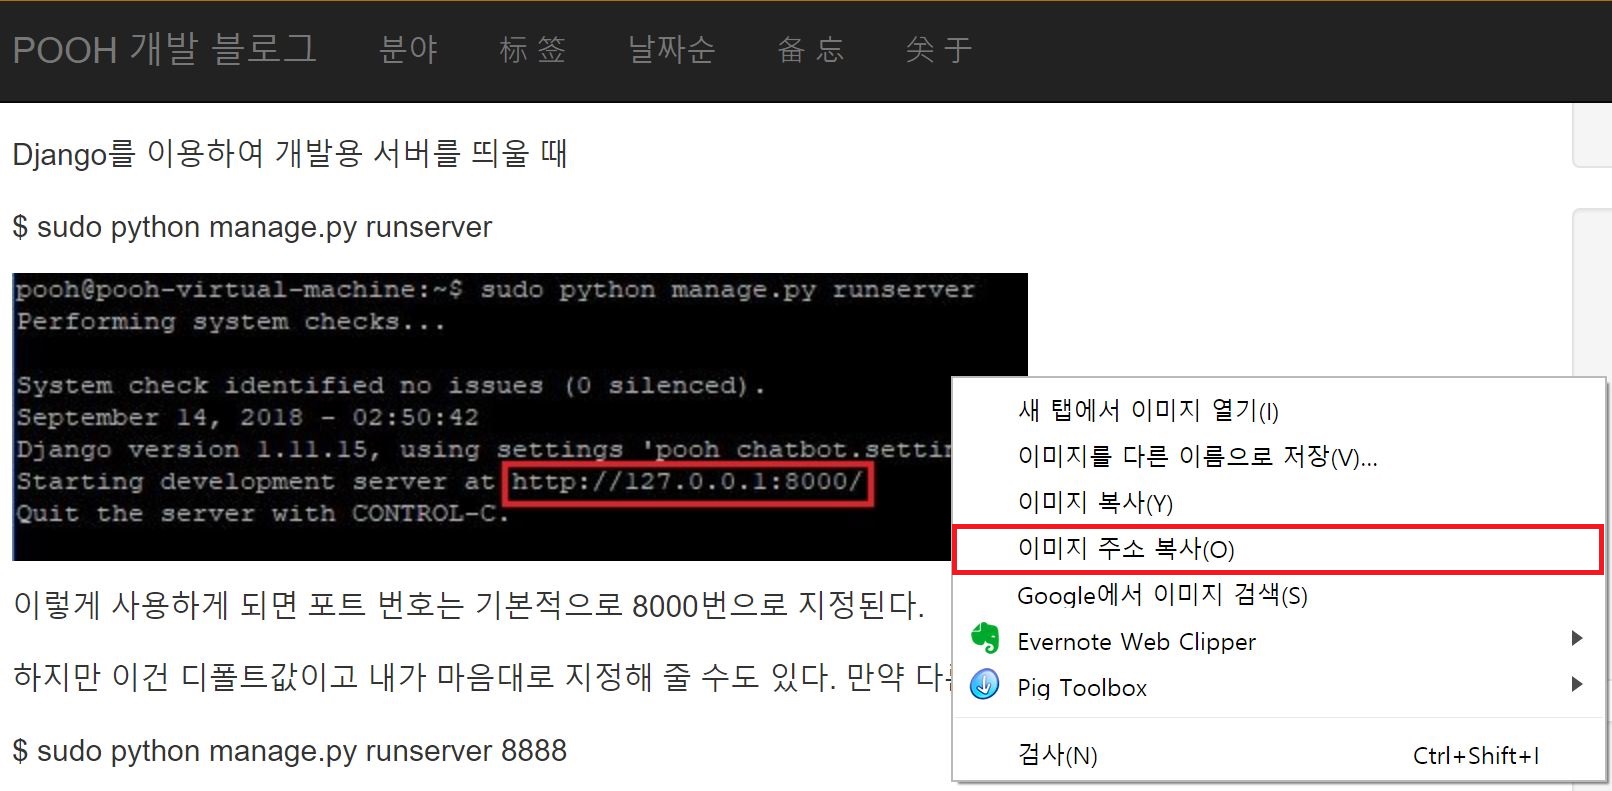 POOH 개발 블로그 분야 标 签 날짜순 备 忘 关 于
Django를 이용하여 개발용 서버를 띄울 때
$ sudo python manage.py runserver
pooh@pooh-virtual-machine:~$ sudo python manage.py runserver
Performing system checks...
System check identified no issues (0 silenced).
September 14, 2018 - 02:50:42
Django version 1.11.15, using settings 'pooh_chatbot.settin
Starting development server at http://127.0.0.1:8000/
Quit the server with CONTROL-C.
이렇게 사용하게 되면 포트 번호는 기본적으로 8000번으로 지정된다.
하지만 이건 디폴트값이고 내가 마음대로 지정해 줄 수도 있다. 만약
$ sudo python manage.py runserver 8888
새 탭에서 이미지 열기(I)
이미지를 다른 이름으로 저장(V)...
이미지 복사(Y)
이미지 주소 복사(O)
Google에서 이미지 검색(S)
Evernote Web Clipper
Pig Toolbox
검사(N) Ctrl+Shift+I